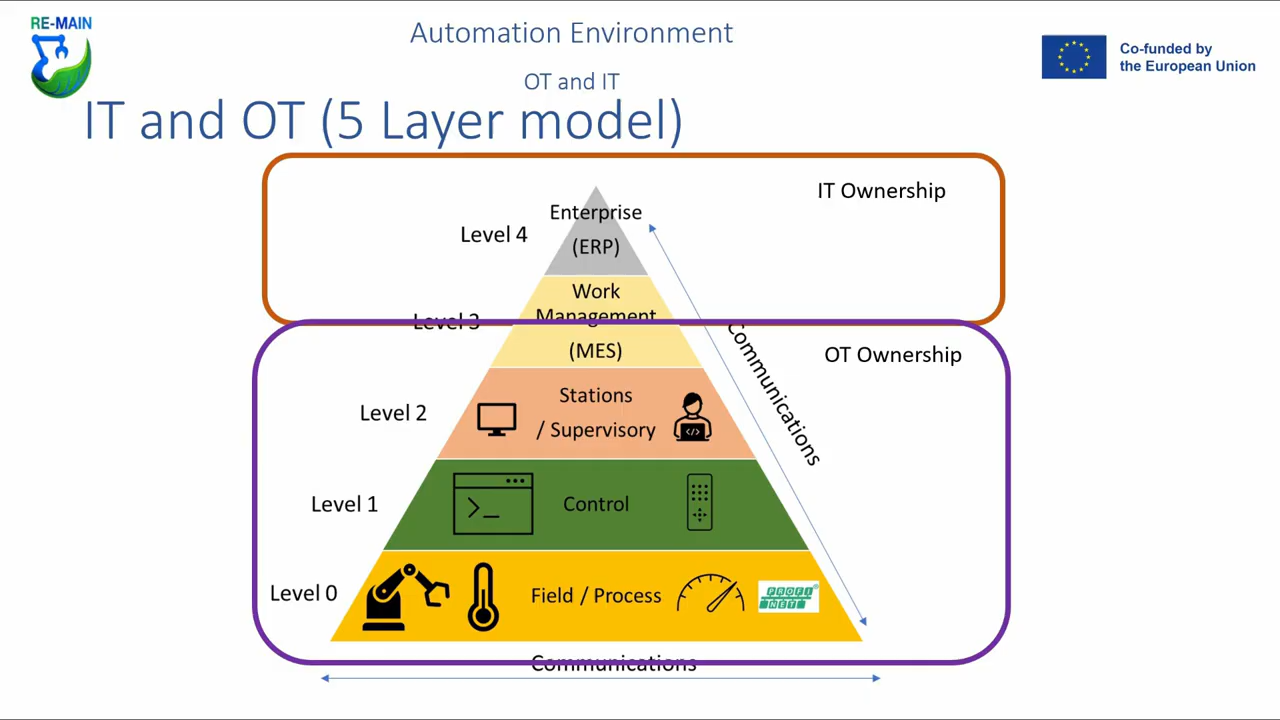 RE-MAIN
Automation Environment
Co-funded by
the European Union
OT and IT
IT and OT (5 Layer model)
IT Ownership
Enterprise
Level 4
(ERP)
Work
Management
Level 3
(MES)
OT Ownership
Communications
Stations
Level 2
/ Supervisory
Level 1
Control
Level 0
Field / Process
PROFI
NET
Communications